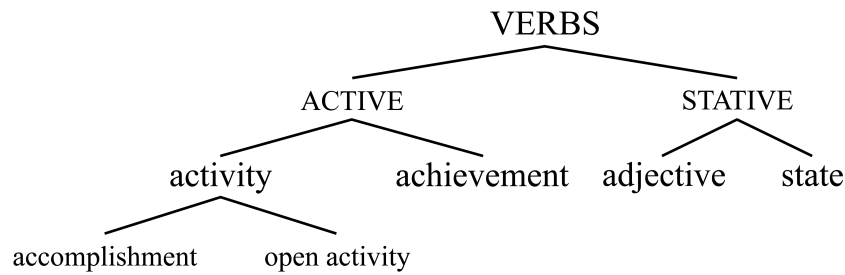 VERBS
ACTIVE STATIVE
activity achievement adjective state
accomplishment open activity